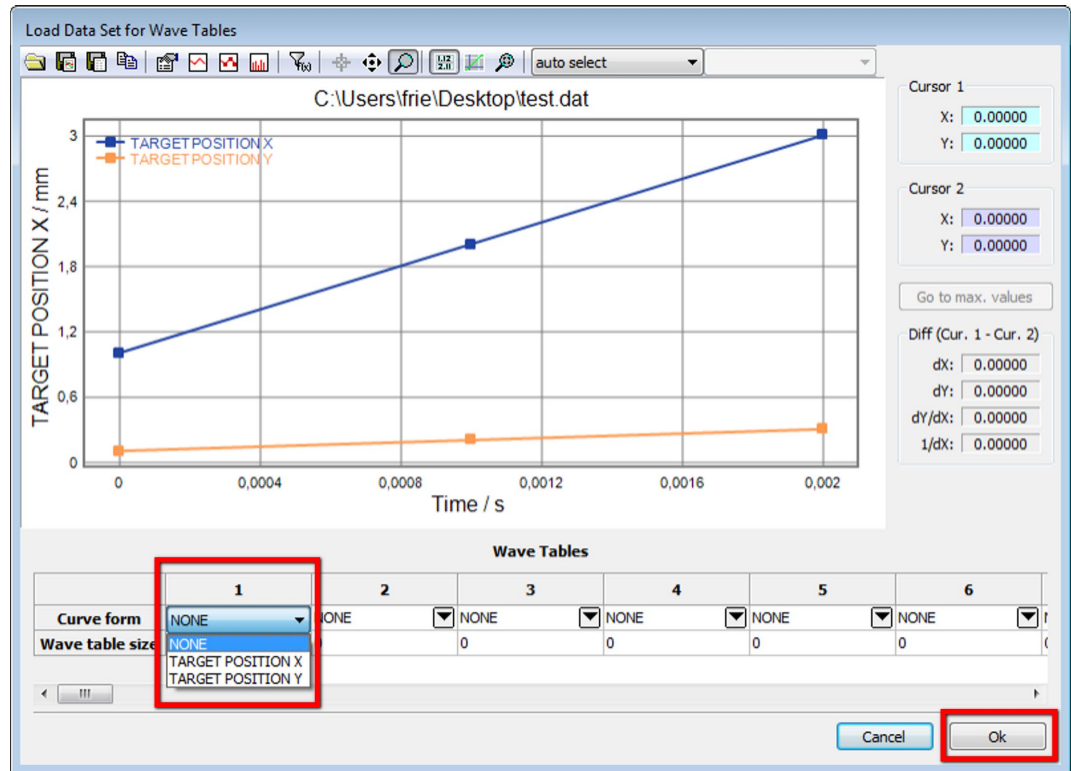 Load Data Set for Wave Tables
f(x)
auto select
C:\Users\frie\Desktop\test.dat
TARGET POSITION X
TARGET POSITION Y
TARGET POSITION X / mm
3
2,4
1,8
1,2
0,6
0
0 0,0004 0,0008 0,0012 0,0016 0,002
Time / s
Cursor 1
X: 0.00000
Y: 0.00000
Cursor 2
X: 0.00000
Y: 0.00000
Go to max. values
Diff (Cur. 1 - Cur. 2)
dX: 0.00000
dY: 0.00000
dY/dX: 0.00000
1/dX: 0.00000
Wave Tables
1 2 3 4 5 6
Curve form NONE NONE NONE NONE NONE NONE
Wave table size 0 0 0 0
NONE
TARGET POSITION X
TARGET POSITION Y
Cancel Ok